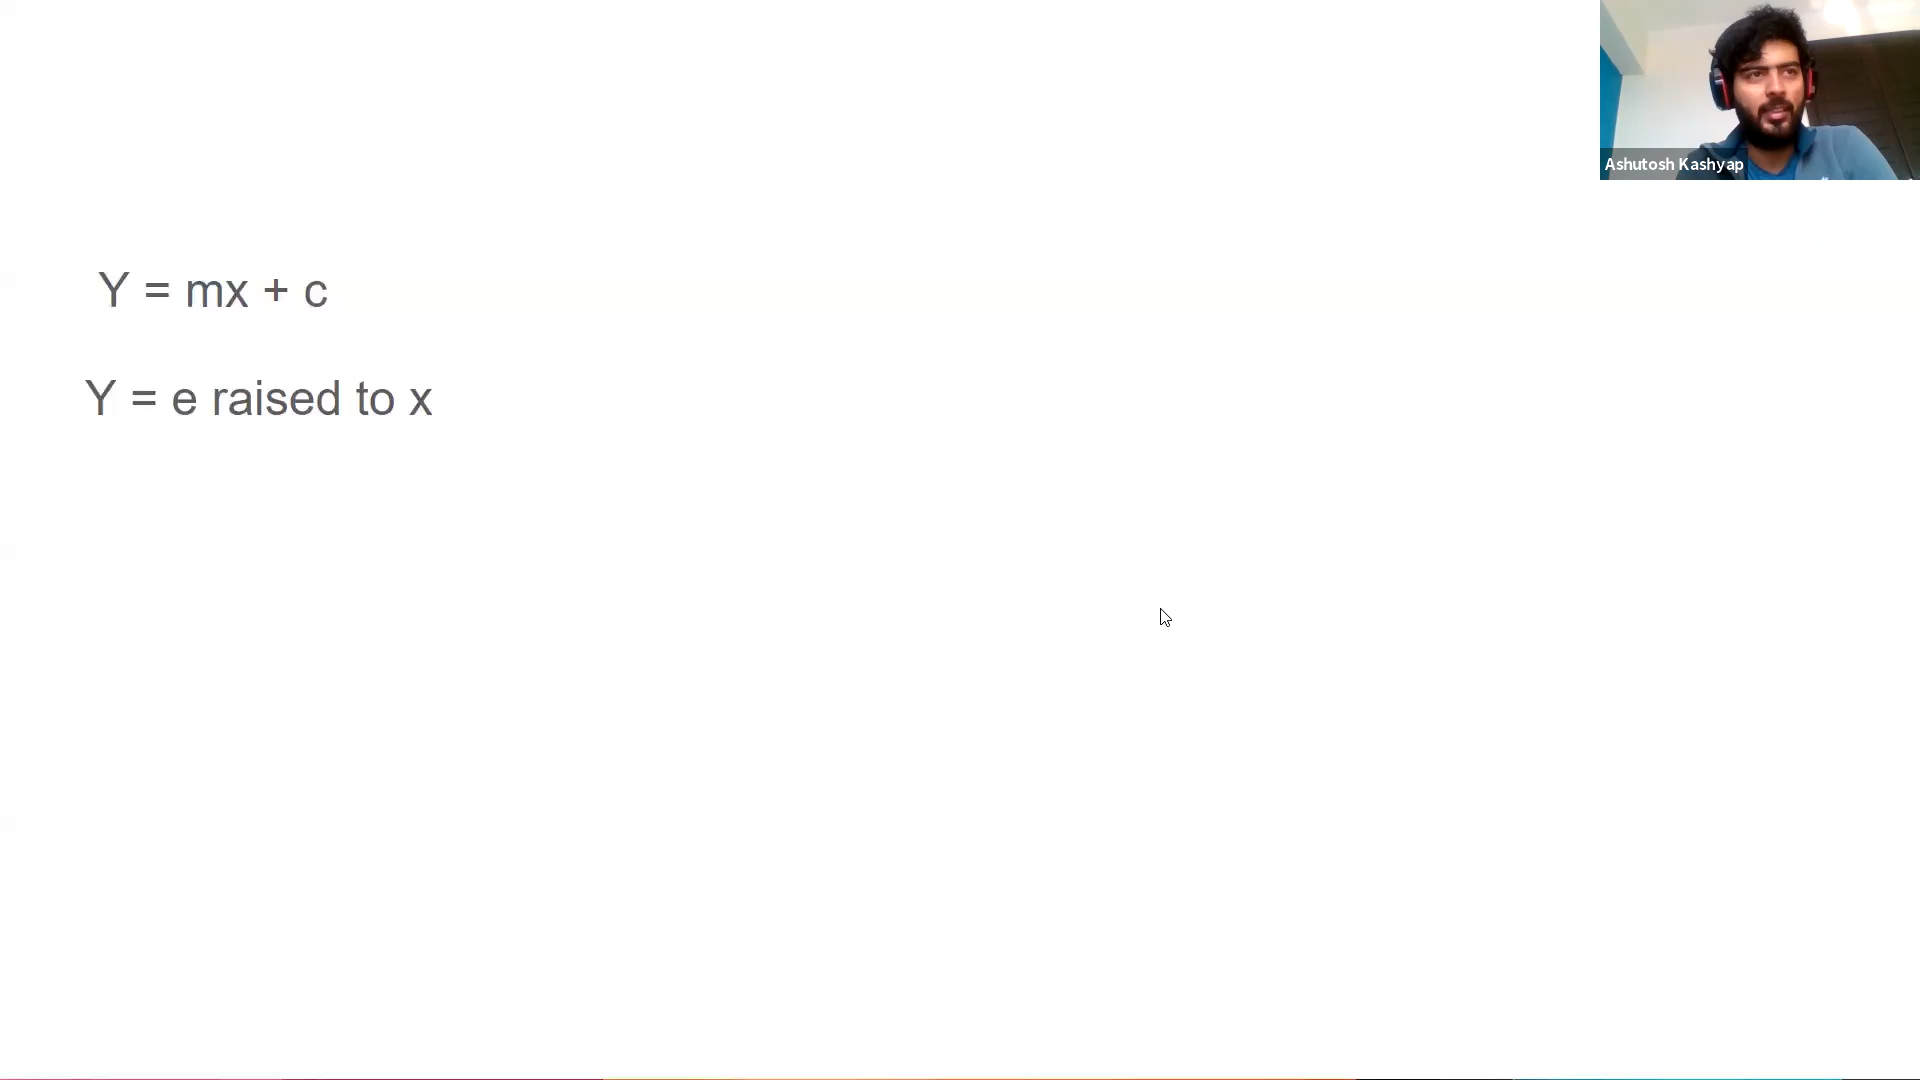 Ashutosh Kashyap
Y = mx + c
Y = e raised to x